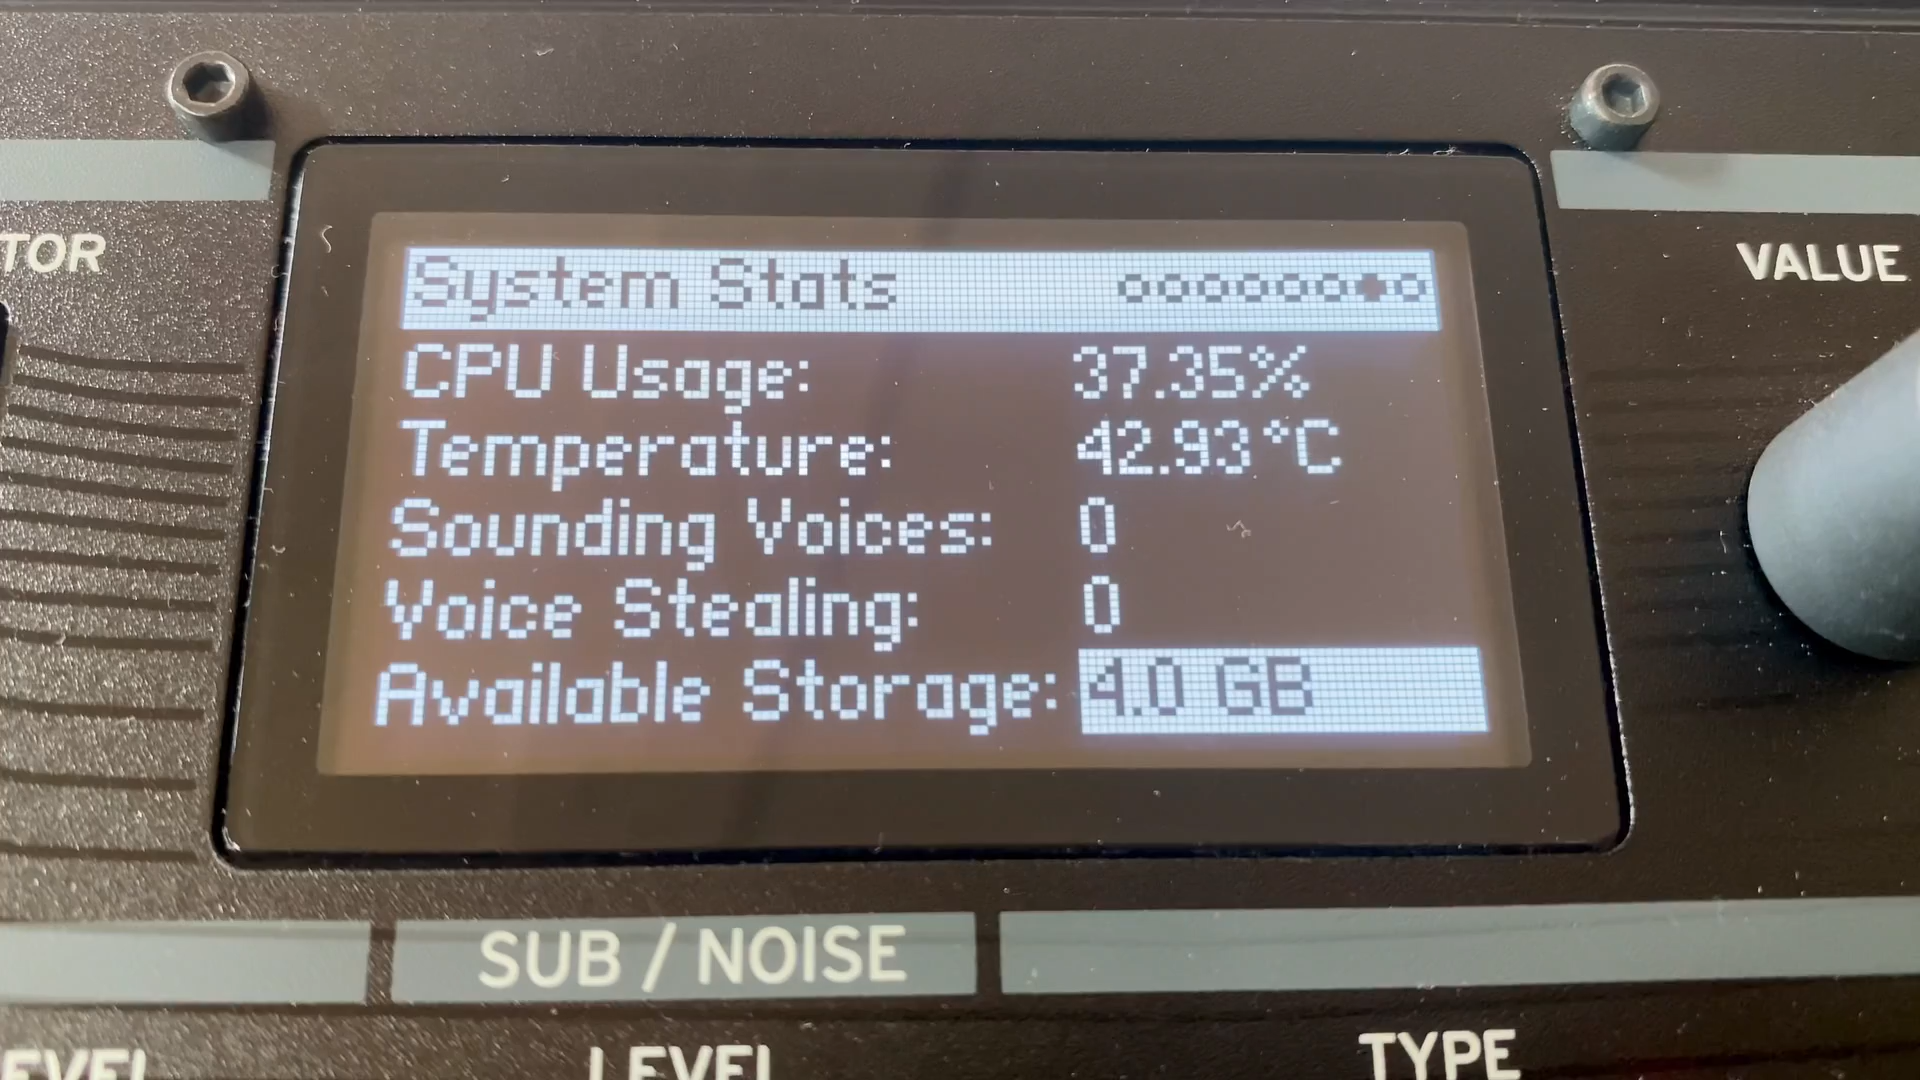 TOR
VALUE
System Stats
CPU Usage: 37.35%
Temperature: 42.93°C
Sounding Voices: 0
Voice Stealing: 0
Available Storage: 4.0 GB
SUB / NOISE
LEVEL
TYPE